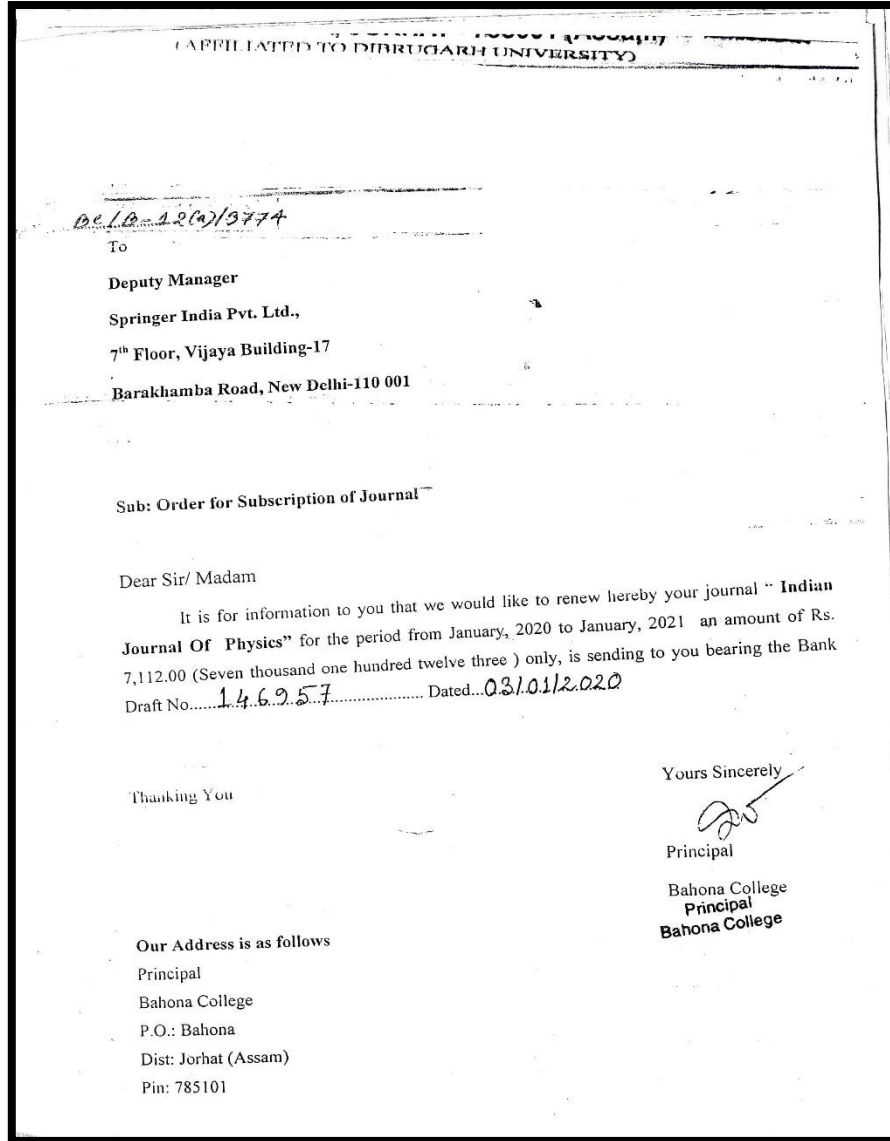 (AFFILIATED TO DIBRUGARH UNIVERSITY)
To
Deputy Manager
Springer India Pvt. Ltd.,
7th Floor, Vijaya Building-17
Barakhamba Road, New Delhi-110 001
Sub: Order for Subscription of Journal
Dear Sir/ Madam
It is for information to you that we would like to renew hereby your journal “ Indian
Journal Of Physics” for the period from January, 2020 to January, 2021 an amount of Rs.
7,112.00 (Seven thousand one hundred twelve three ) only, is sending to you bearing the Bank
Draft No......146957...................... Dated...03/01/2020
Thanking You
Yours Sincerely
Principal
Bahona College
Principal
Bahona College
Our Address is as follows
Principal
Bahona College
P.O.: Bahona
Dist: Jorhat (Assam)
Pin: 785101